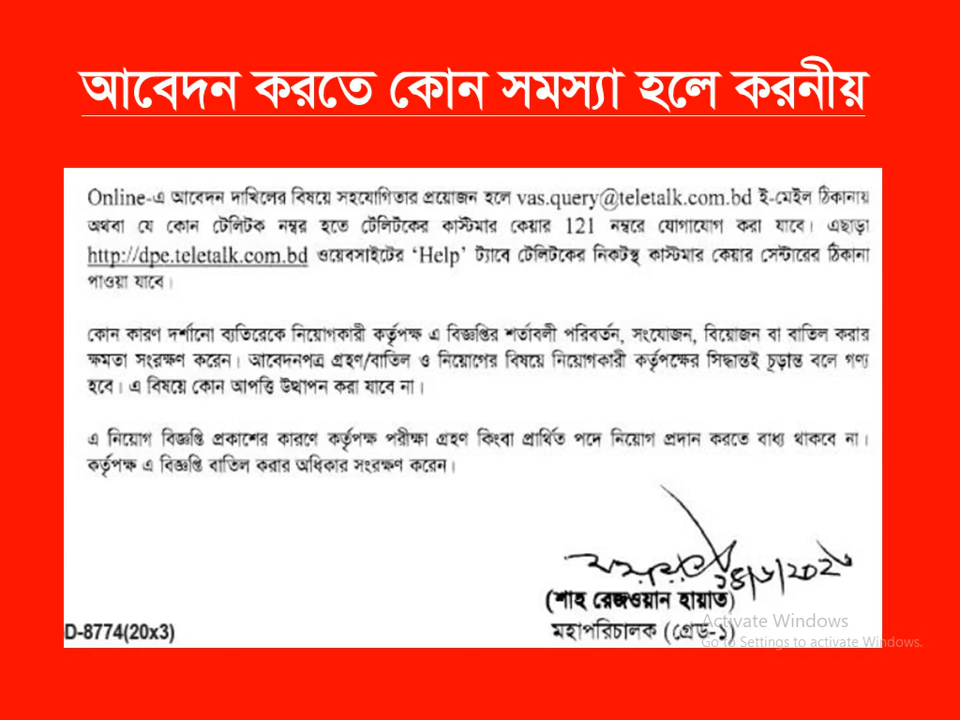 আবেদন করতে কোন সমস্যা হলে করনীয়
Online-এ আবেদন দাখিলের বিষয়ে সহযোগিতার প্রয়োজন হলে vas.query@teletalk.com.bd ই-মেইল ঠিকানায়
অথবা যে কোন টেলিটক নম্বর হতে টেলিটকের কাস্টমার কেয়ার 121 নম্বরে যোগাযোগ করা যাবে। এছাড়া
http://dpe.teletalk.com.bd ওয়েবসাইটের ‘Help’ ট্যাবে টেলিটকের নিকটস্থ কাস্টমার কেয়ার সেন্টারের ঠিকানা
পাওয়া যাবে।
কোন কারণ দর্শানো ব্যতিরেকে নিয়োগকারী কর্তৃপক্ষ এ বিজ্ঞপ্তির শর্তাবলী পরিবর্তন, সংযোজন, বিয়োজন বা বাতিল করার
ক্ষমতা সংরক্ষণ করেন। আবেদনপত্র গ্রহণ/বাতিল ও নিয়োগের বিষয়ে নিয়োগকারী কর্তৃপক্ষের সিদ্ধান্তই চূড়ান্ত বলে গণ্য
হবে। এ বিষয়ে কোন আপত্তি উত্থাপন করা যাবে না।
এ নিয়োগ বিজ্ঞপ্তি প্রকাশের কারণে কর্তৃপক্ষ পরীক্ষা গ্রহণ কিংবা প্রার্থিত পদে নিয়োগ প্রদান করতে বাধ্য থাকবে না।
কর্তৃপক্ষ এ বিজ্ঞপ্তি বাতিল করার অধিকার সংরক্ষণ করেন।
(শাহ রেজওয়ান হায়াত)
মহাপরিচালক (গ্রেড-১)
D-8774(20x3)
Activate Windows
Go to Settings to activate Windows.